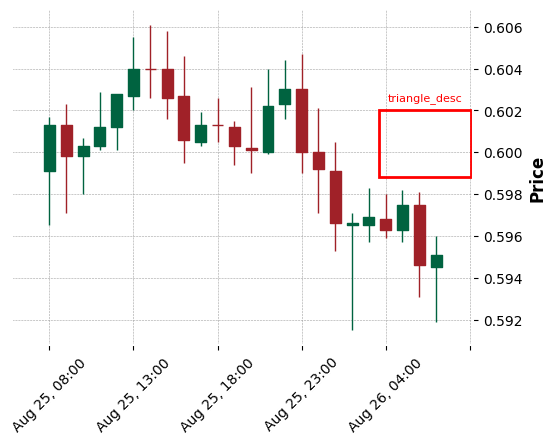 0.606
0.604
triangle_desc
0.602
0.600
0.598
0.596
0.594
0.592
Price
Aug 25, 08:00
Aug 25, 13:00
Aug 25, 18:00
Aug 25, 23:00
Aug 26, 04:00